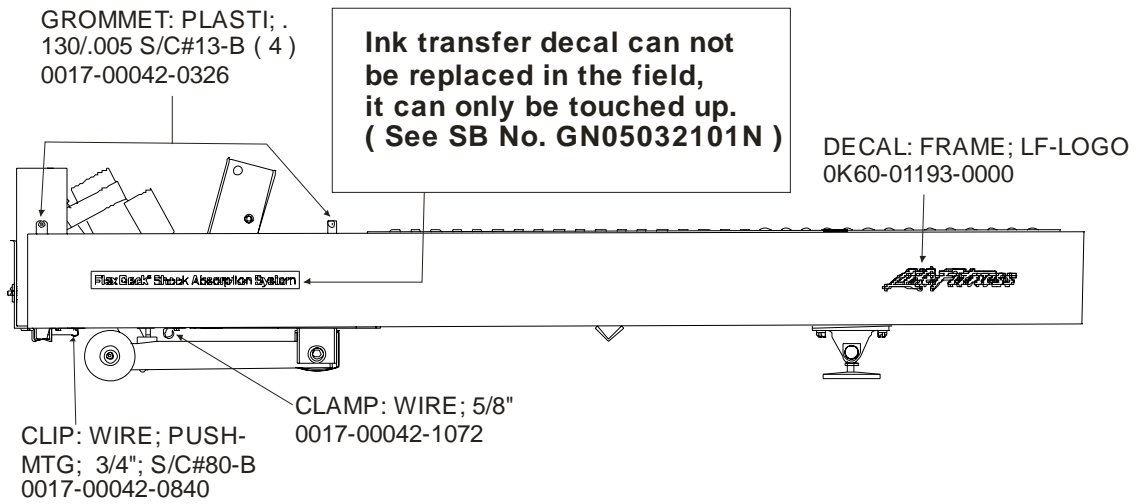 GROMMET: PLASTI; .
130/.005 S/C#13-B ( 4 )
0017-00042-0326
Ink transfer decal can not
be replaced in the field,
it can only be touched up.
( See SB No. GN05032101N )
DECAL: FRAME; LF-LOGO
0K60-01193-0000
FlexDeck® Shock Absorption System
Life Fitness
CLAMP: WIRE; 5/8"
0017-00042-1072
CLIP: WIRE; PUSH-
MTG; 3/4"; S/C#80-B
0017-00042-0840